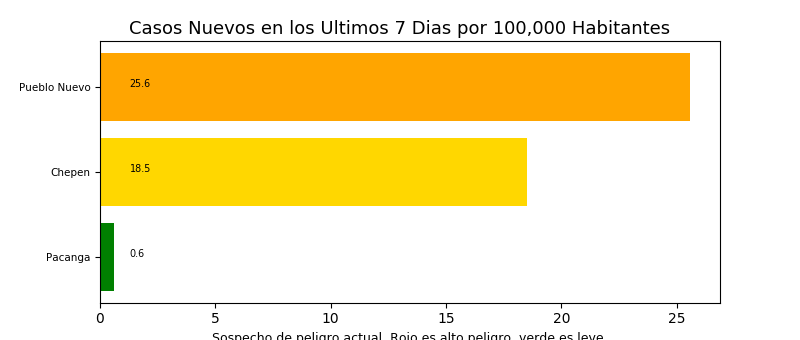 Casos Nuevos en los Ultimos 7 Dias por 100,000 Habitantes
Pueblo Nuevo
25.6
Chepen
18.5
Pacanga
0.6
0 5 10 15 20 25
Sospecho de peligro actual. Rojo es alto peligro, verde es leve